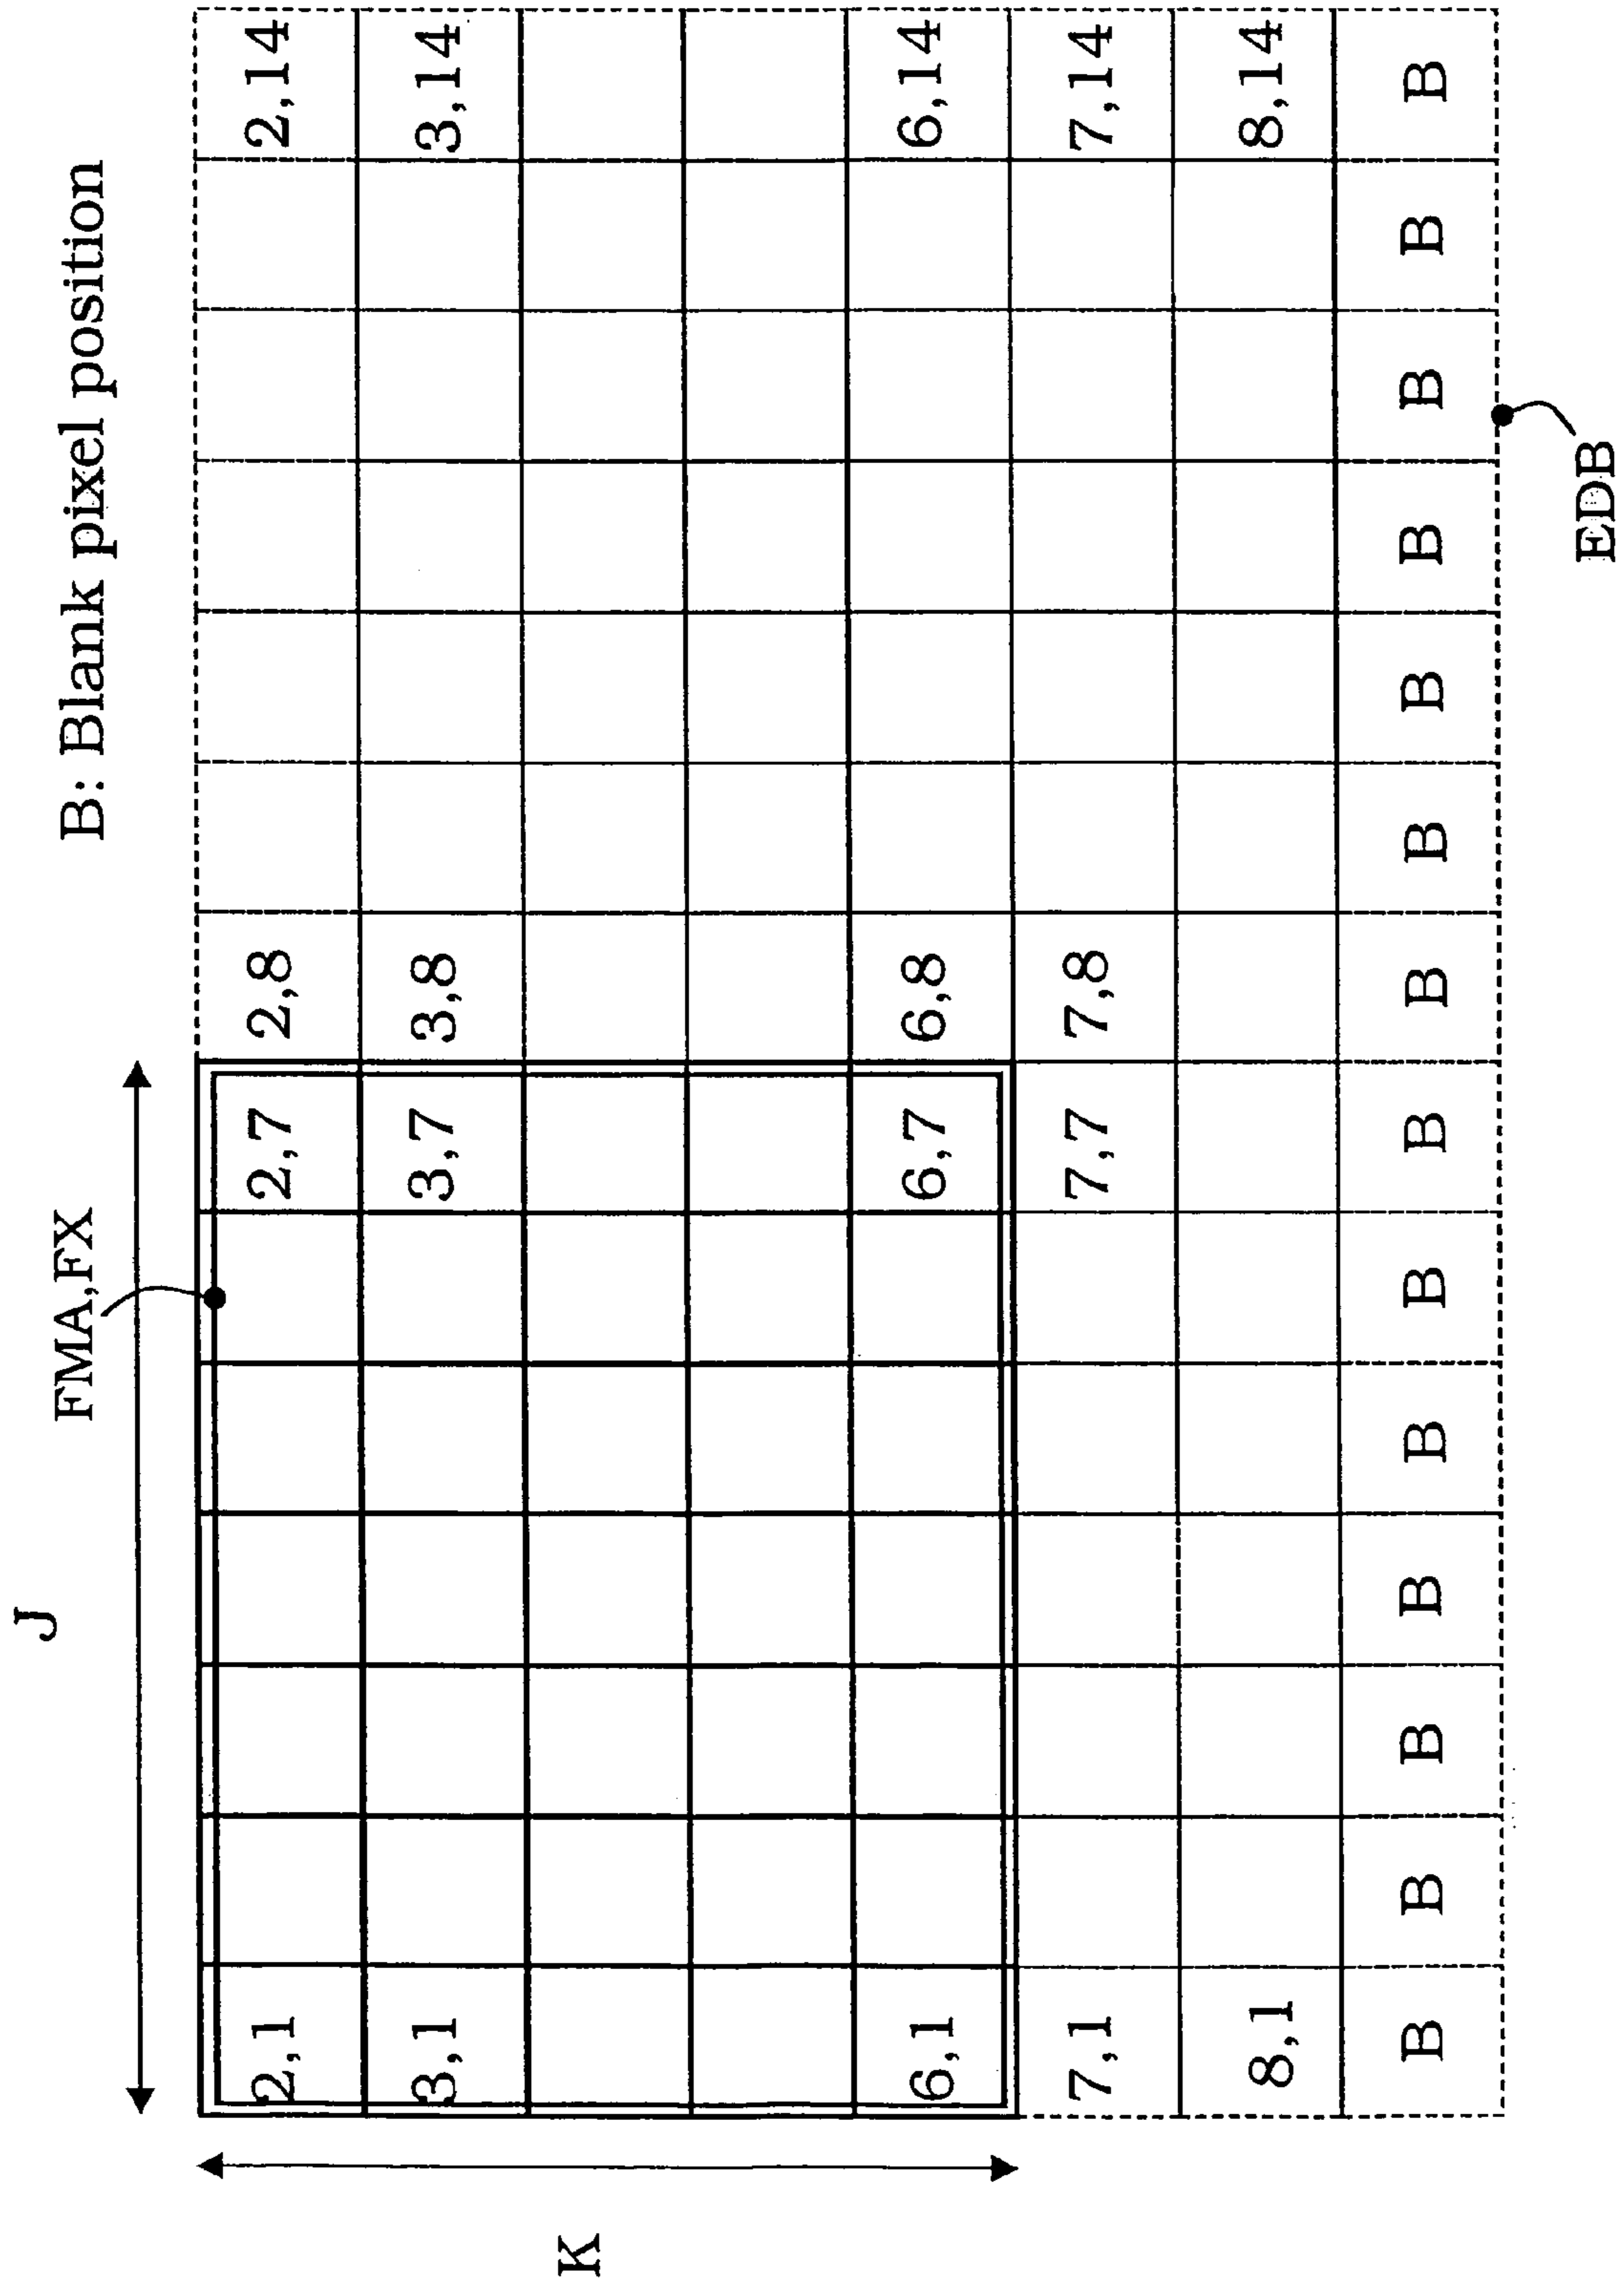 J
FMA,FX
B: Blank pixel position
2,1 2,7 2,8 2,14
3,1 3,7 3,8 3,14
K
6,1 6,7 6,8 6,14
7,1 7,7 7,8 7,14
8,1 8,14
B B B B B B B B B B B B B B
EDB